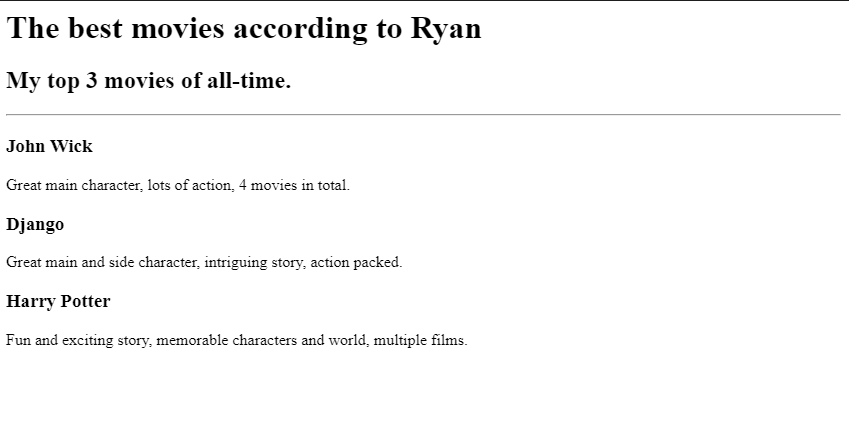 The best movies according to Ryan
My top 3 movies of all-time.
John Wick
Great main character, lots of action, 4 movies in total.
Django
Great main and side character, intriguing story, action packed.
Harry Potter
Fun and exciting story, memorable characters and world, multiple films.